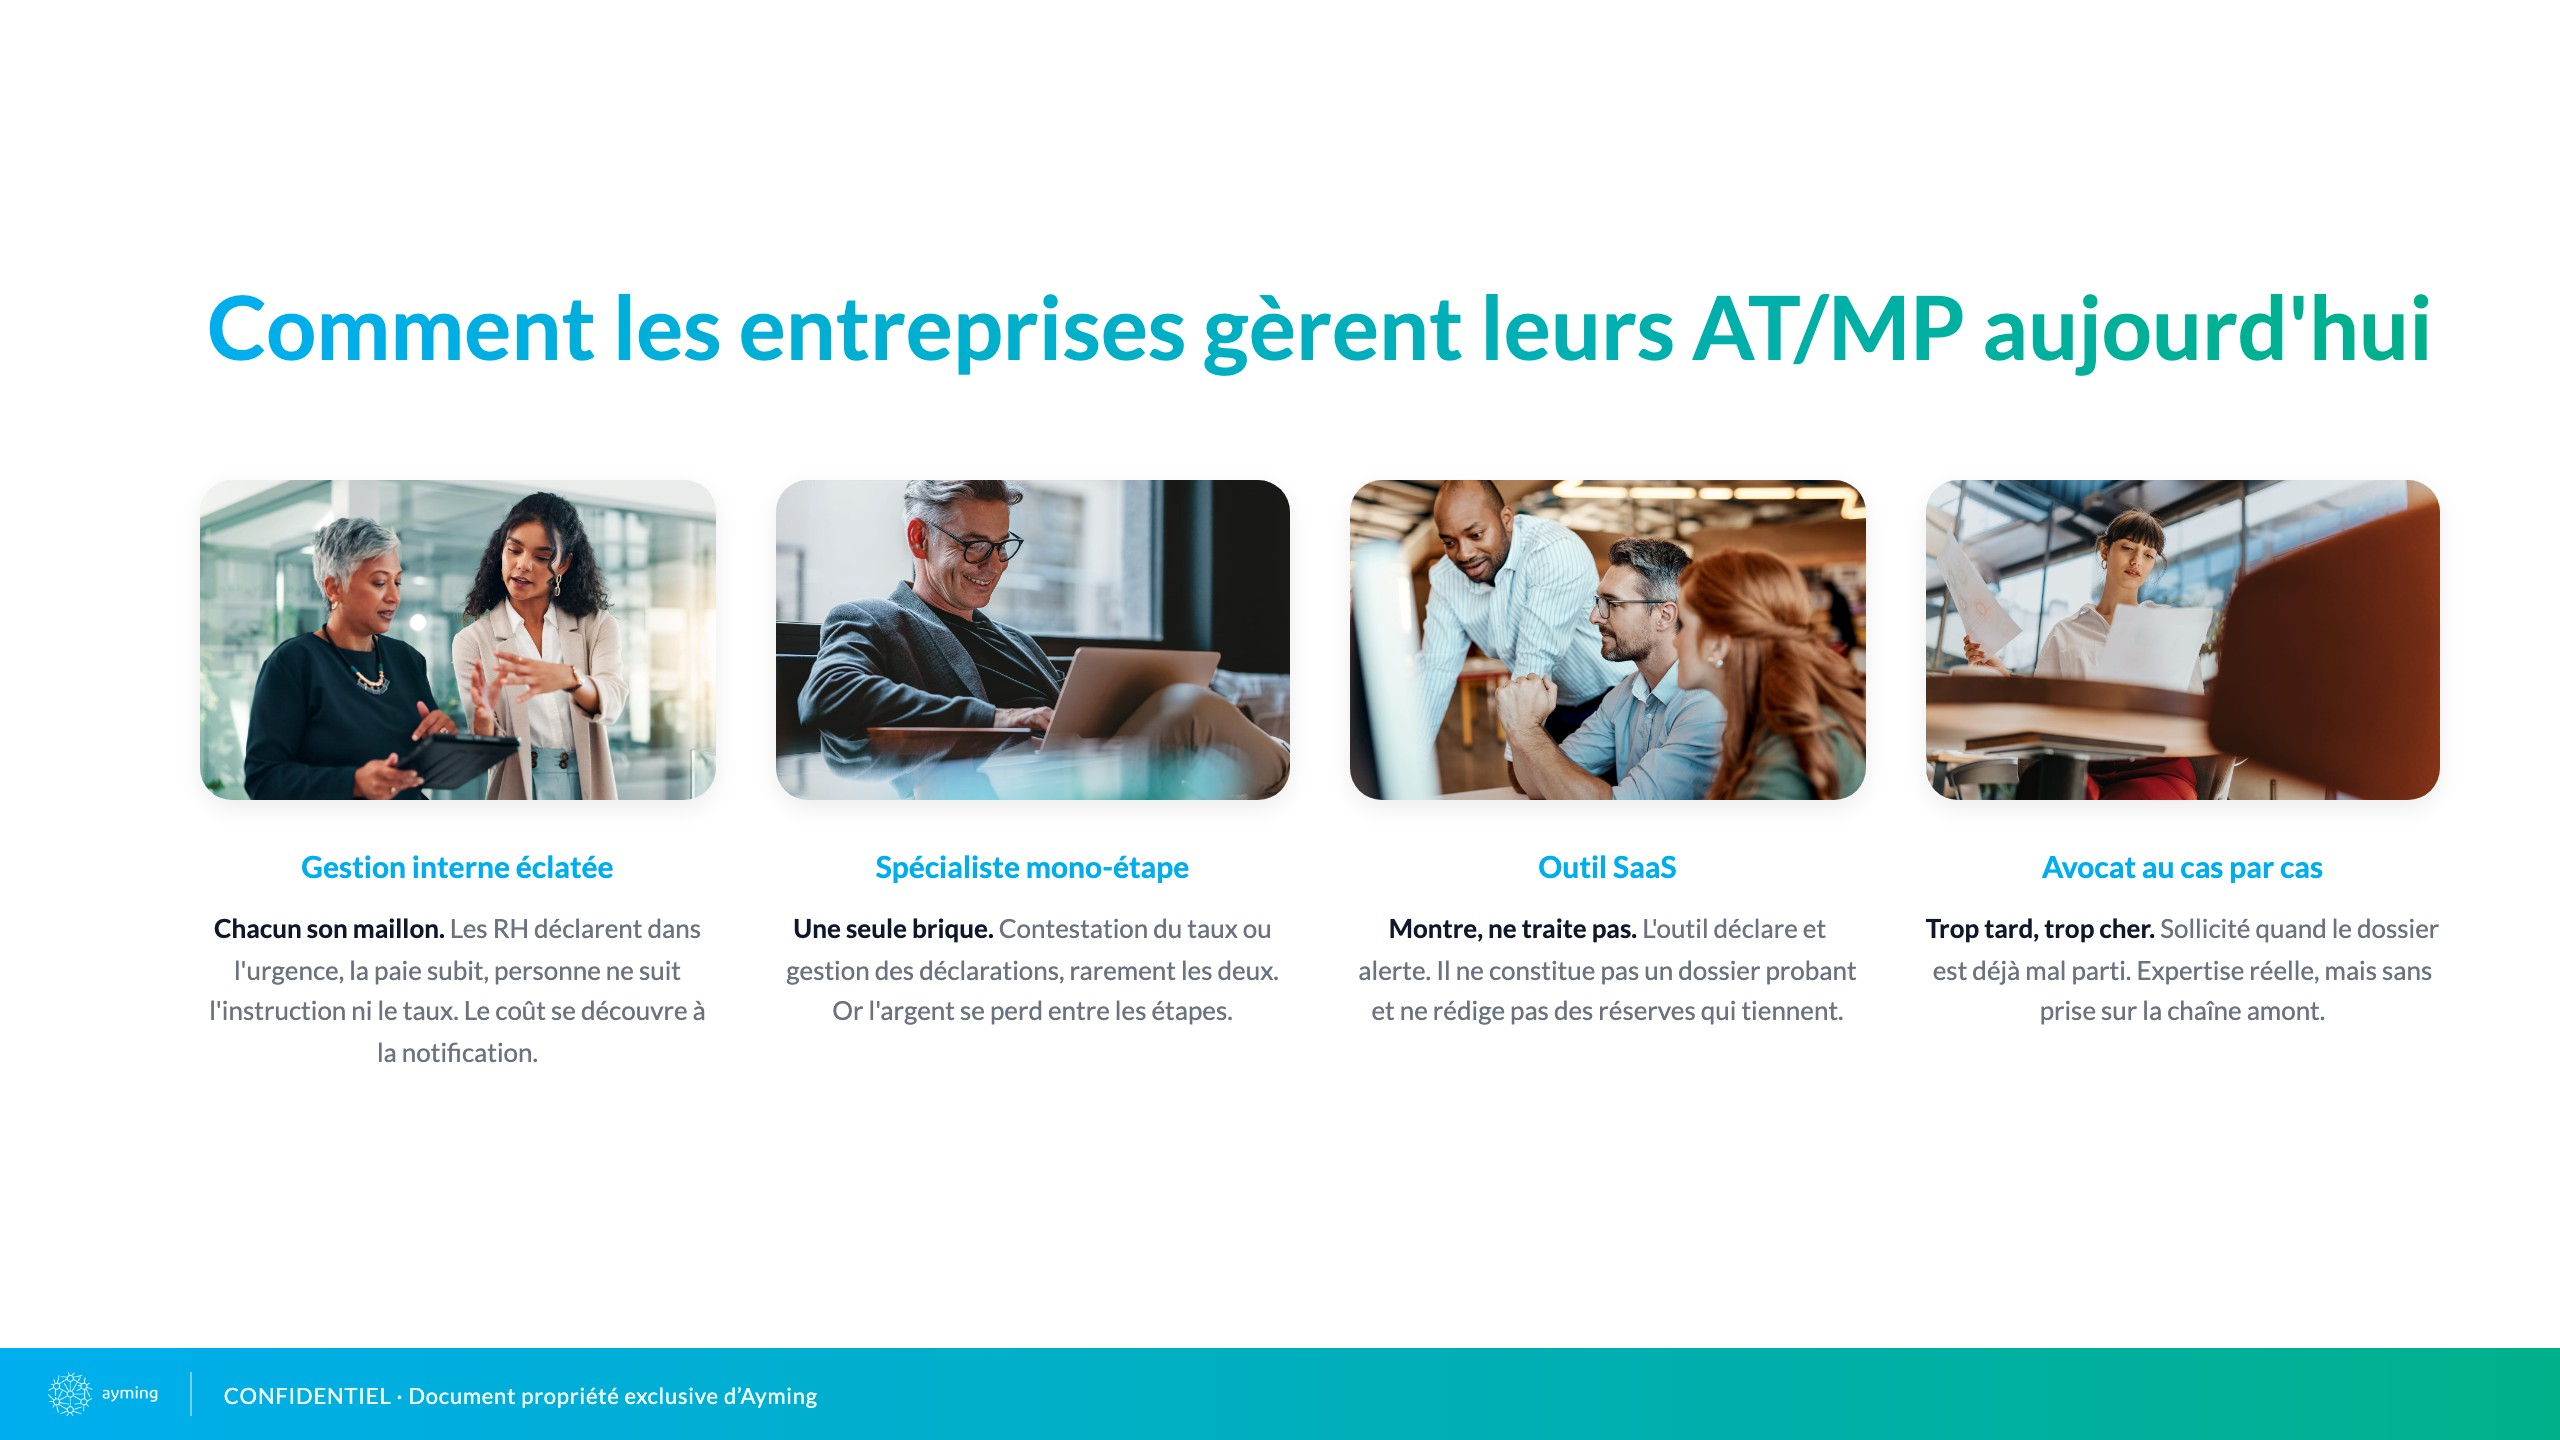 Comment les entreprises gèrent leurs AT/MP aujourd'hui
Gestion interne éclatée
Chacun son maillon. Les RH déclarent dans
l'urgence, la paie subit, personne ne suit
l'instruction ni le taux. Le coût se découvre à
la notification.
Spécialiste mono-étape
Une seule brique. Contestation du taux ou
gestion des déclarations, rarement les deux.
Or l'argent se perd entre les étapes.
Outil SaaS
Montre, ne traite pas. L'outil déclare et
alerte. Il ne constitue pas un dossier probant
et ne rédige pas des réserves qui tiennent.
Avocat au cas par cas
Trop tard, trop cher. Sollicité quand le dossier
est déjà mal parti. Expertise réelle, mais sans
prise sur la chaîne amont.
ayming
CONFIDENTIEL · Document propriété exclusive d’Ayming